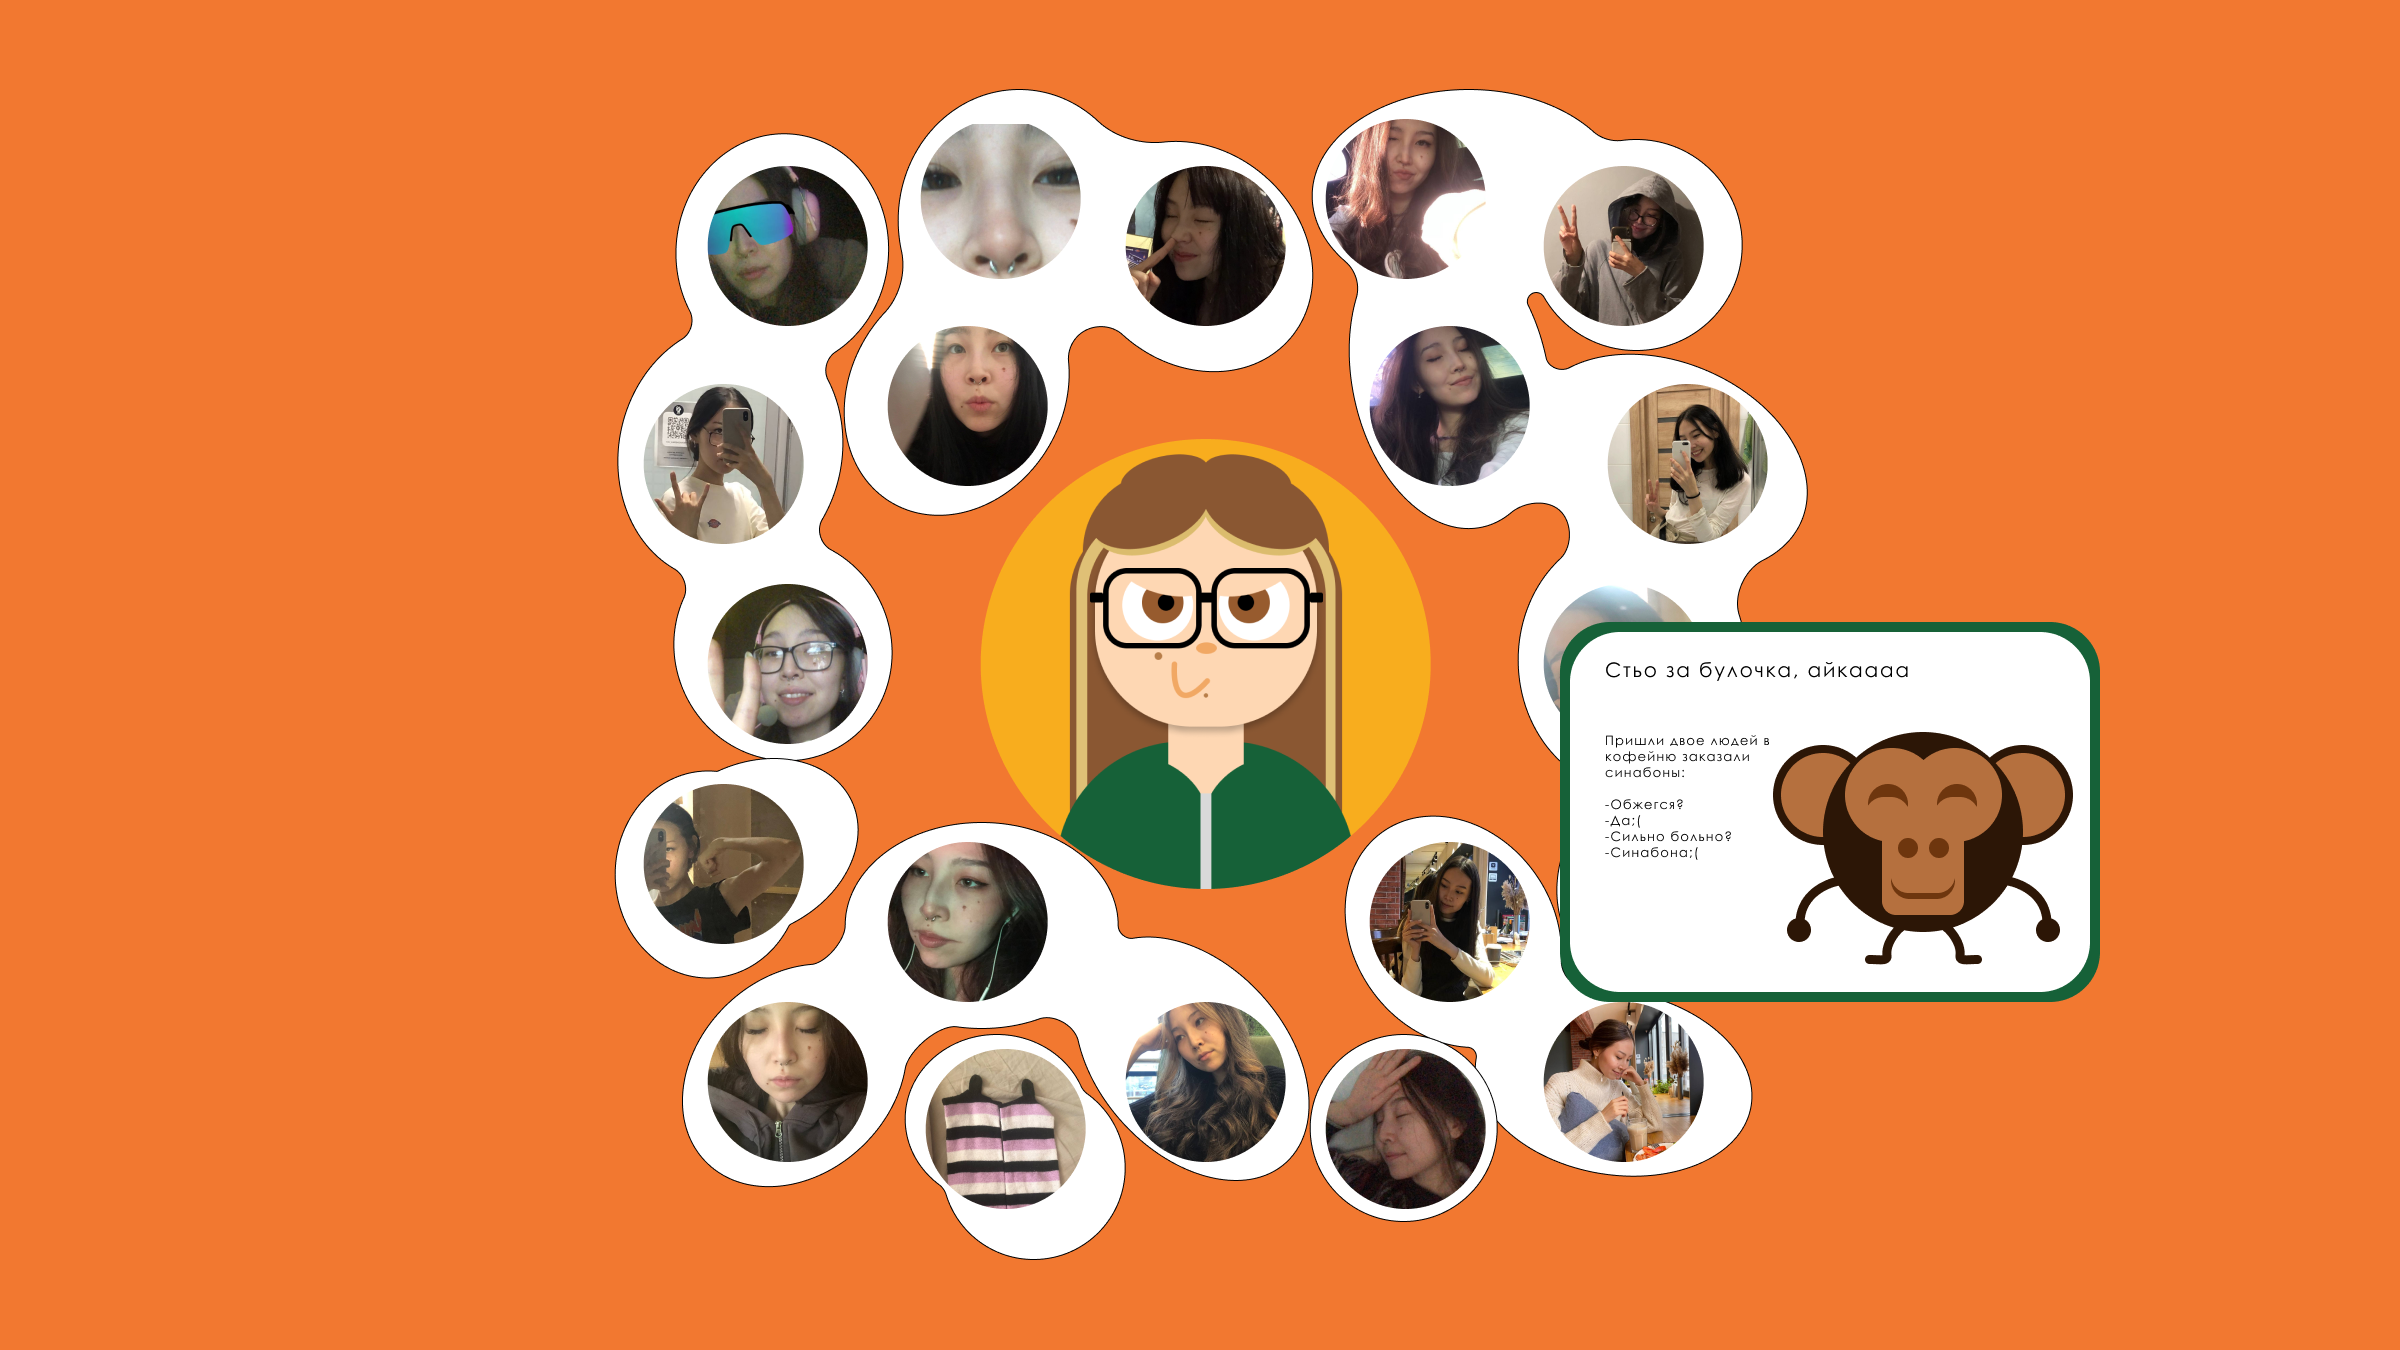 Стьо за булочка, айкаааа
Пришли двое людей в
кофейню заказали
синабоны:
-Обжегся?
-Да;(
-Сильно больно?
-Синабона;(